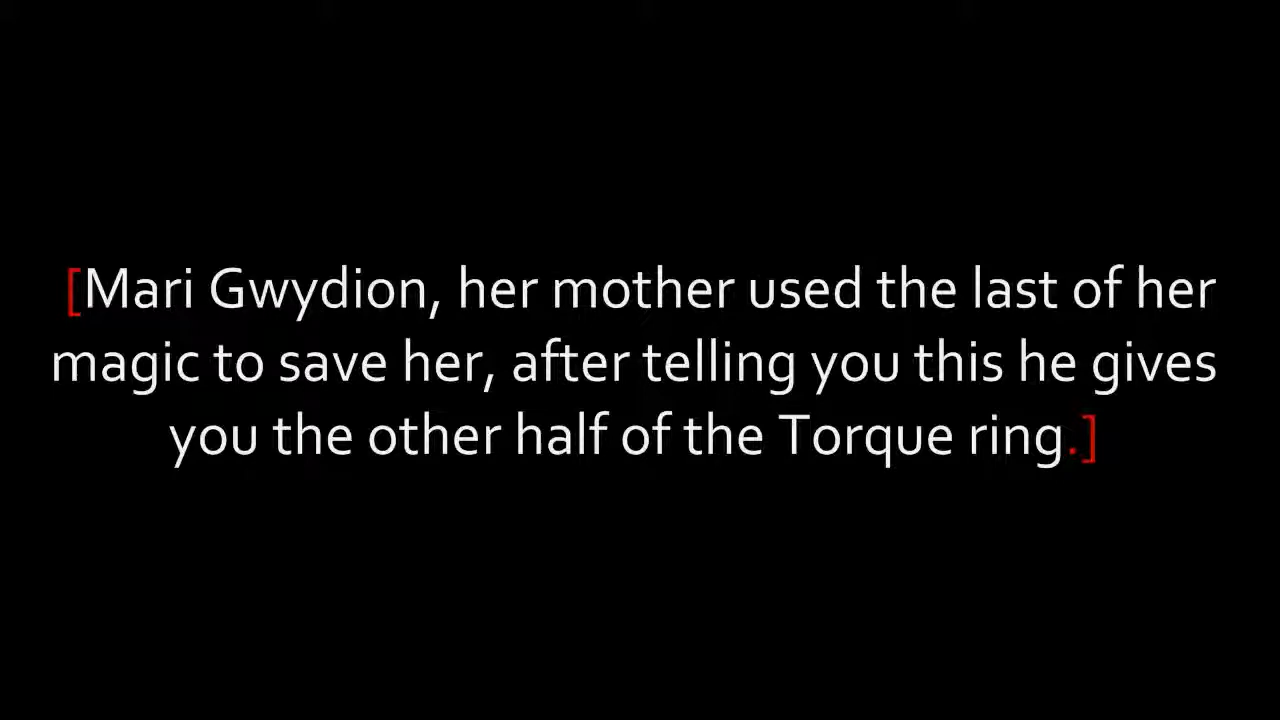 [Mari Gwydion, her mother used the last of her
magic to save her, after telling you this he gives
you the other half of the Torque ring.]